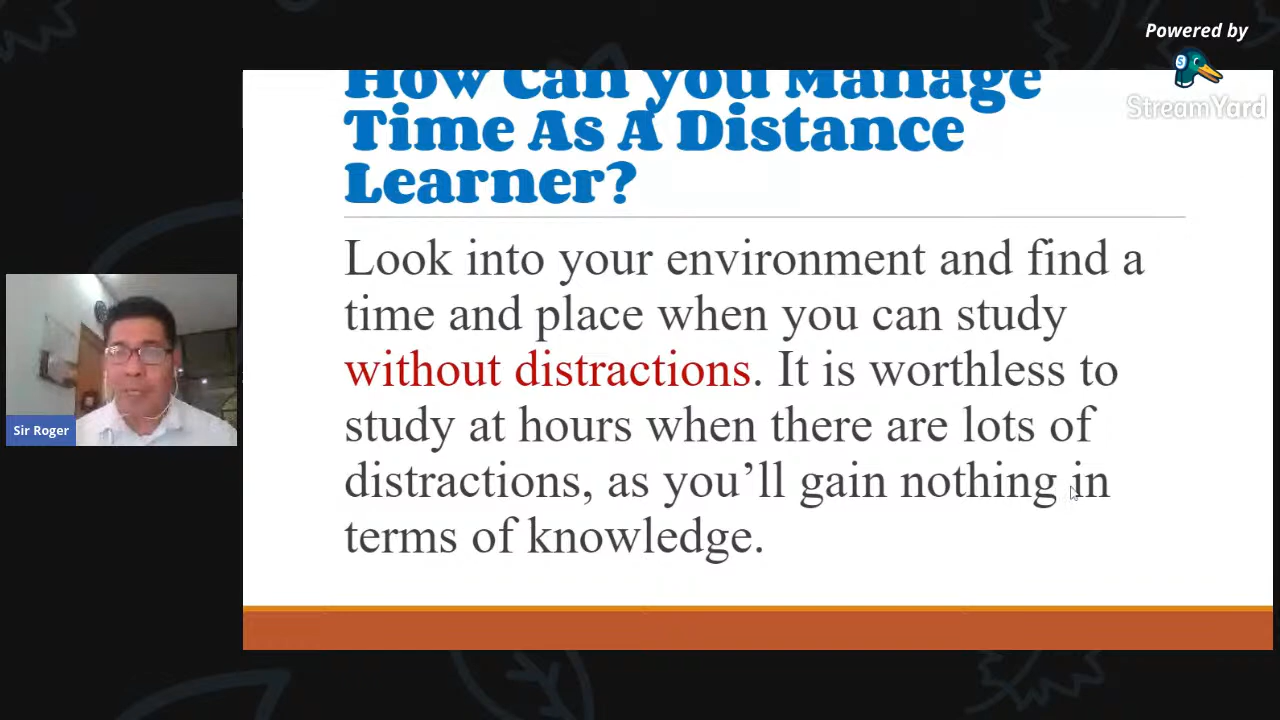 Powered by
StreamYard
How Can you Manage
Time As A Distance
Learner?
Look into your environment and find a
time and place when you can study
without distractions. It is worthless to
study at hours when there are lots of
distractions, as you’ll gain nothing in
terms of knowledge.
Sir Roger